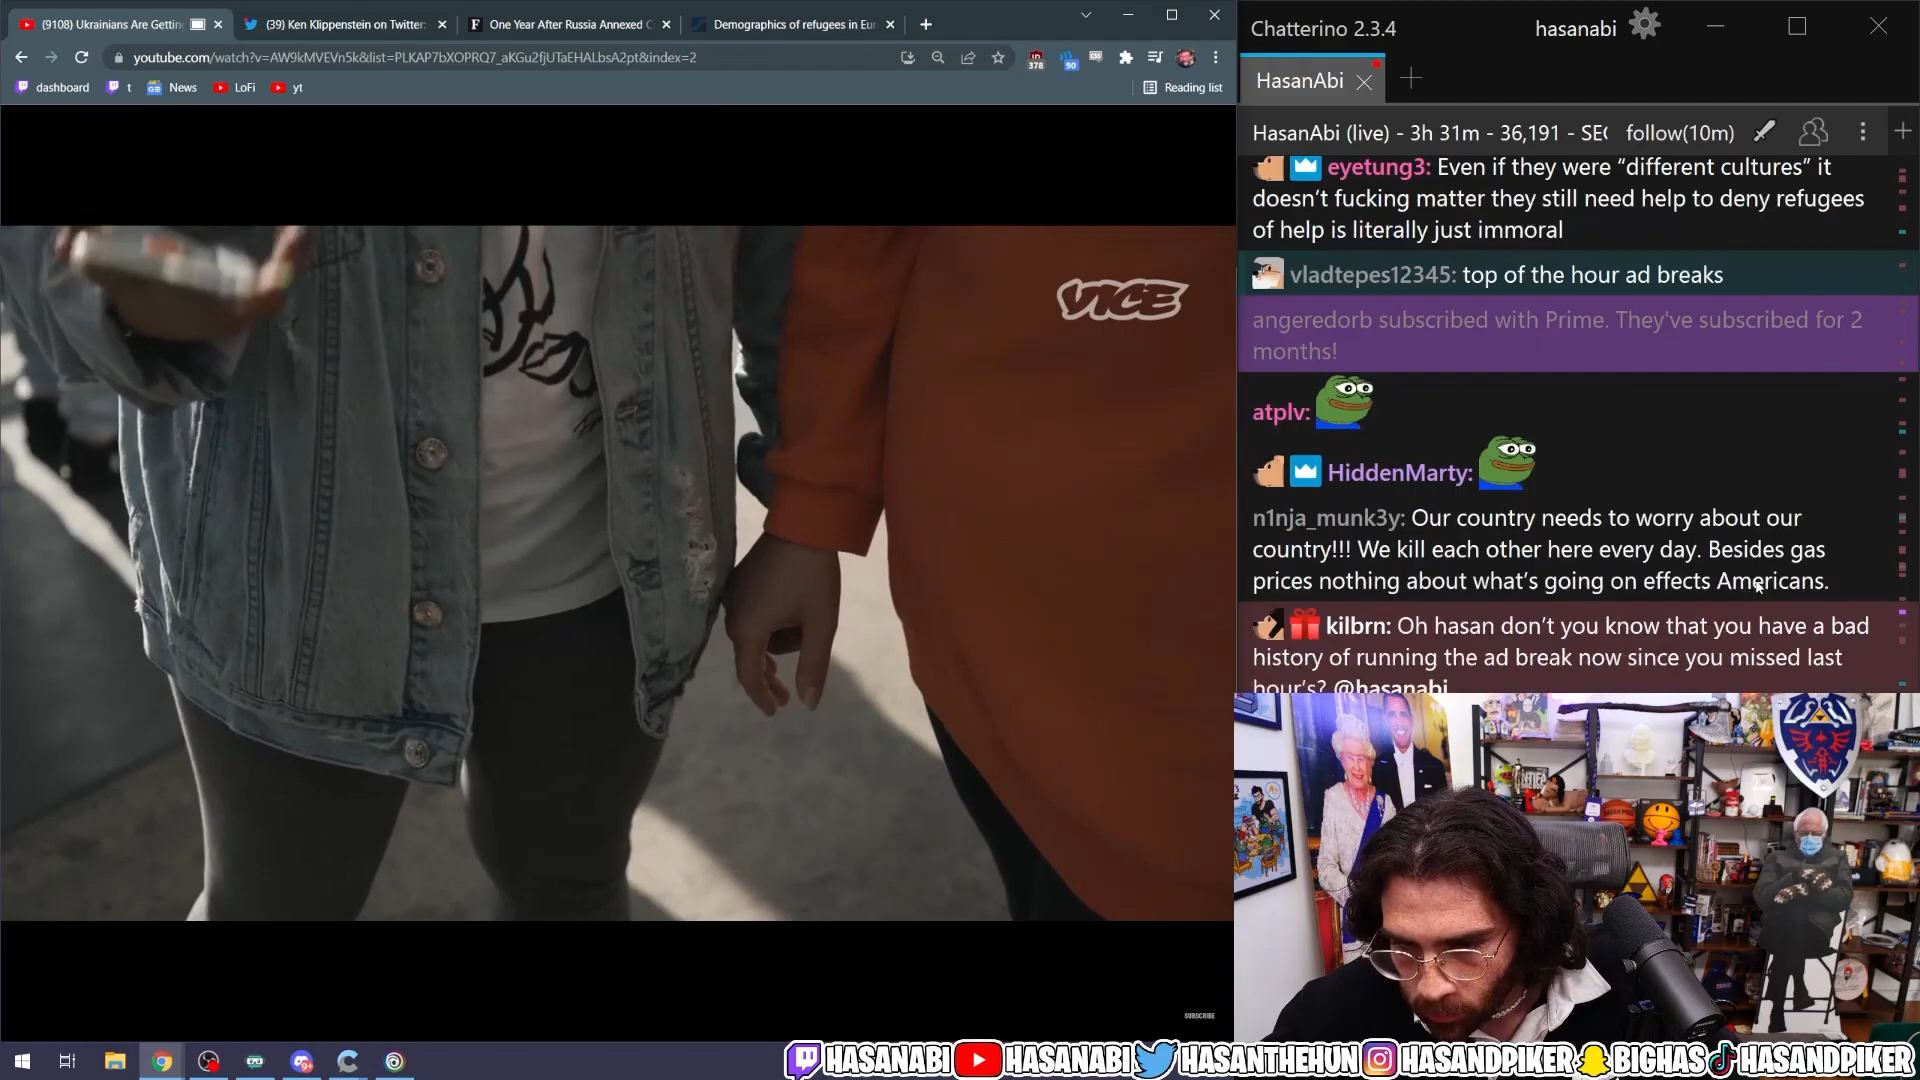 (9108) Ukrainians Are Gettin
(39) Ken Klippenstein on Twitter:
One Year After Russia Annexed C
Demographics of refugees in Eur
youtube.com/watch?v=AW9kMVEVn5k&list=PLKAP7bXOPRQ7_aKGu2fjUTaEHALbsA2pt&index=2
378
90
dashboard
t
News
LoFi
yt
Reading list
VICE
SUBSCRIBE
Chatterino 2.3.4
hasanabi
HasanAbi
HasanAbi (live) - 3h 31m - 36,191 - SE
follow(10m)
eyetung3: Even if they were “different cultures” it
doesn’t fucking matter they still need help to deny refugees
of help is literally just immoral
vladtepes12345: top of the hour ad breaks
angeredorb subscribed with Prime. They've subscribed for 2
months!
atplv:
HiddenMarty:
n1nja_munk3y: Our country needs to worry about our
country!!! We kill each other here every day. Besides gas
prices nothing about what’s going on effects Americans.
kilbrn: Oh hasan don’t you know that you have a bad
history of running the ad break now since you missed last
hour’s? @hasanabi
HASANABI
HASANABI
HASANTHEHUN
HASANDPIKER
BIGHAS
HASANDPIKER